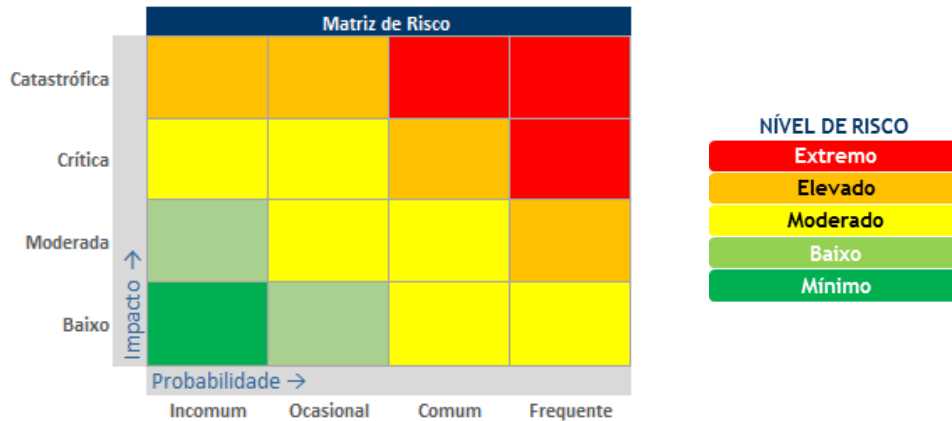 Matriz de Risco
Catastrófica
Crítica
Moderada
Baixo
Impacto →
Probabilidade →
Incomum
Ocasional
Comum
Frequente
NÍVEL DE RISCO
Extremo
Elevado
Moderado
Baixo
Mínimo